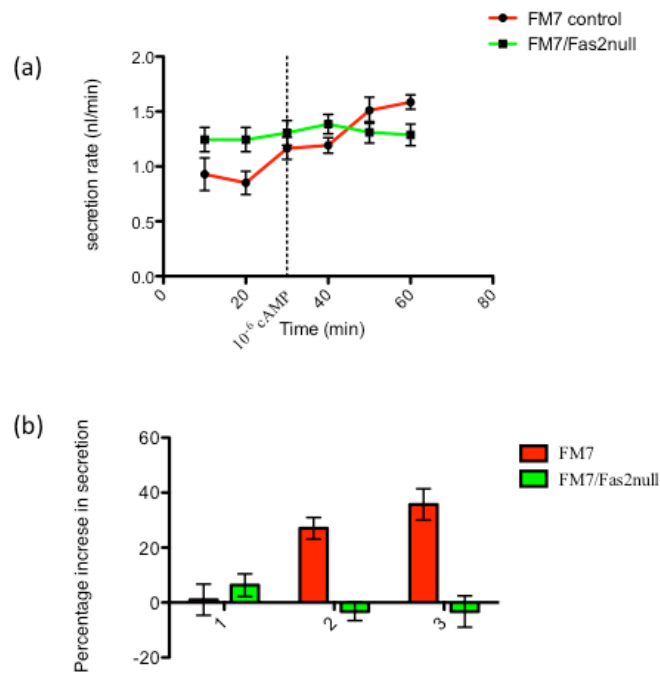 FM7 control
FM7/Fas2null
(a)
secretion rate (nl/min)
2.0
1.5
1.0
0.5
0.0
0
20
40
60
80
10-6 cAMP
Time (min)
(b)
Percentage increse in secretion
60
40
20
0
-20
1
2
3
FM7
FM7/Fas2null